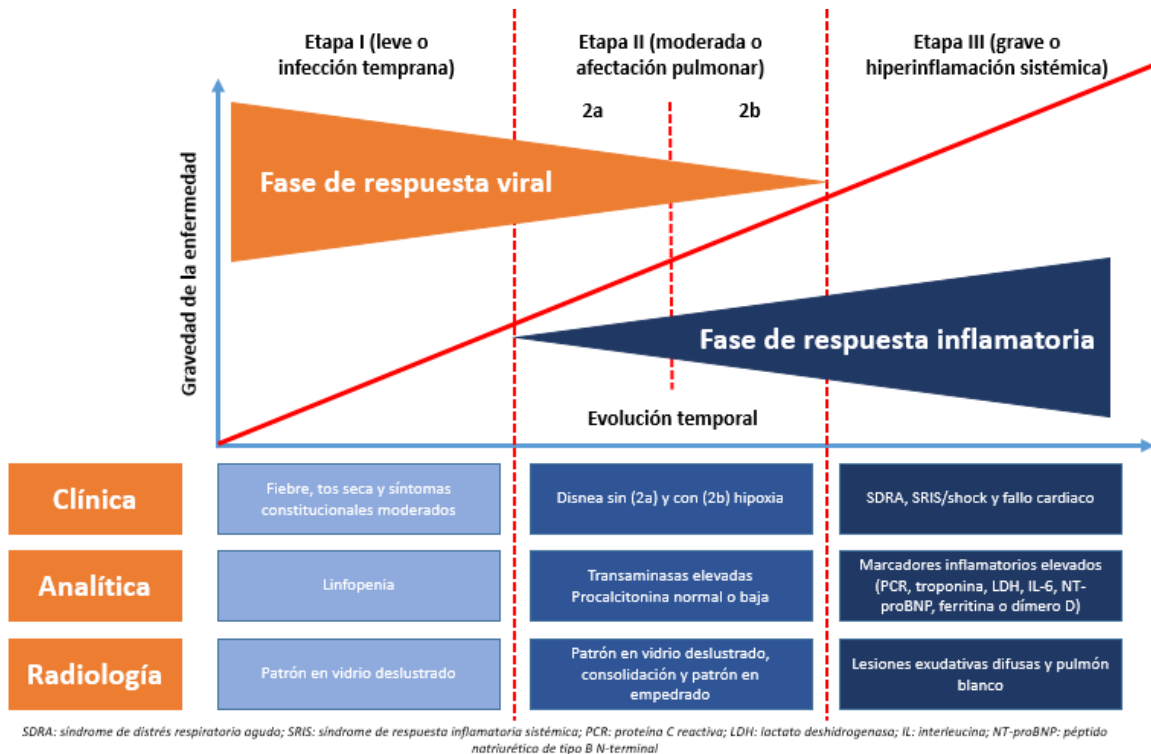 Etapa I (leve o
infección temprana)
Etapa II (moderada o
afectación pulmonar)
Etapa III (grave o
hiperinflamación sistémica)
2a
2b
Gravedad de la enfermedad
Fase de respuesta viral
Fase de respuesta inflamatoria
Evolución temporal
Clínica
Fiebre, tos seca y síntomas
constitucionales moderados
Disnea sin (2a) y con (2b) hipoxia
SDRA, SRIS/shock y fallo cardiaco
Analítica
Linfopenia
Transaminasas elevadas
Procalcitonina normal o baja
Marcadores inflamatorios elevados
(PCR, troponina, LDH, IL-6, NT-
proBNP, ferritina o dímero D)
Radiología
Patrón en vidrio deslustrado
Patrón en vidrio deslustrado,
consolidación y patrón en
empedrado
Lesiones exudativas difusas y pulmón
blanco
SDRA: síndrome de distrés respiratorio agudo; SRIS: síndrome de respuesta inflamatoria sistémica; PCR: proteína C reactiva; LDH: lactato deshidrogenasa; IL: interleucina; NT-proBNP: péptido
natriurético de tipo B N-terminal